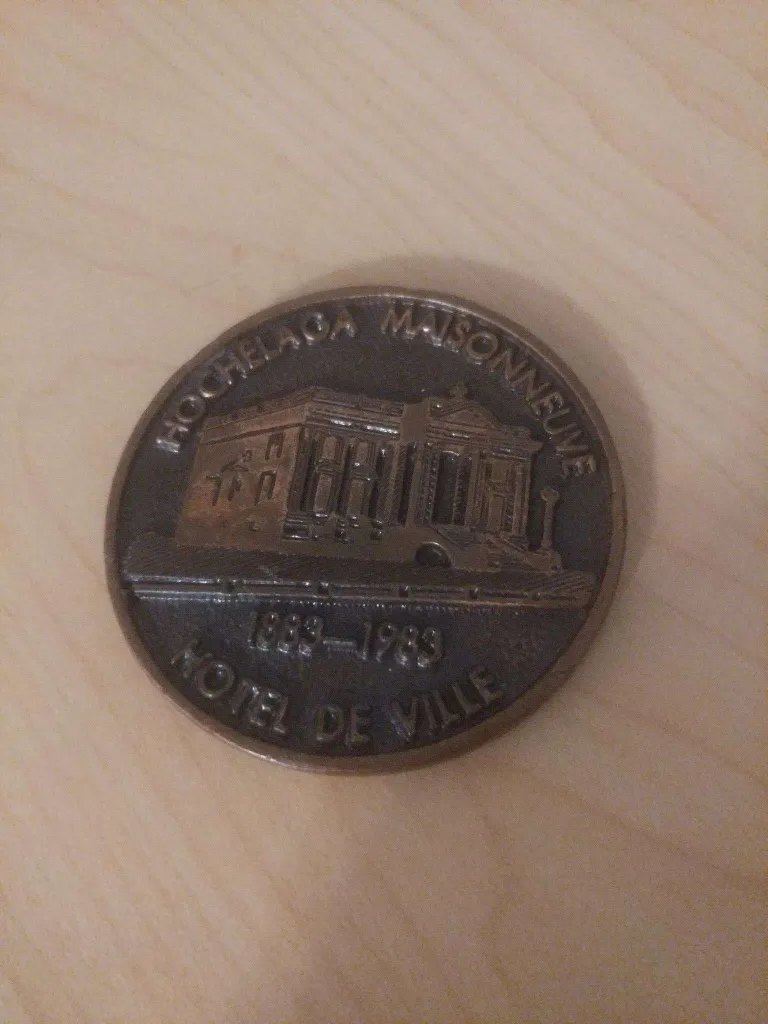 HOCHELAGA MAISONNEUVE
1883-1983
HOTEL DE VILLE